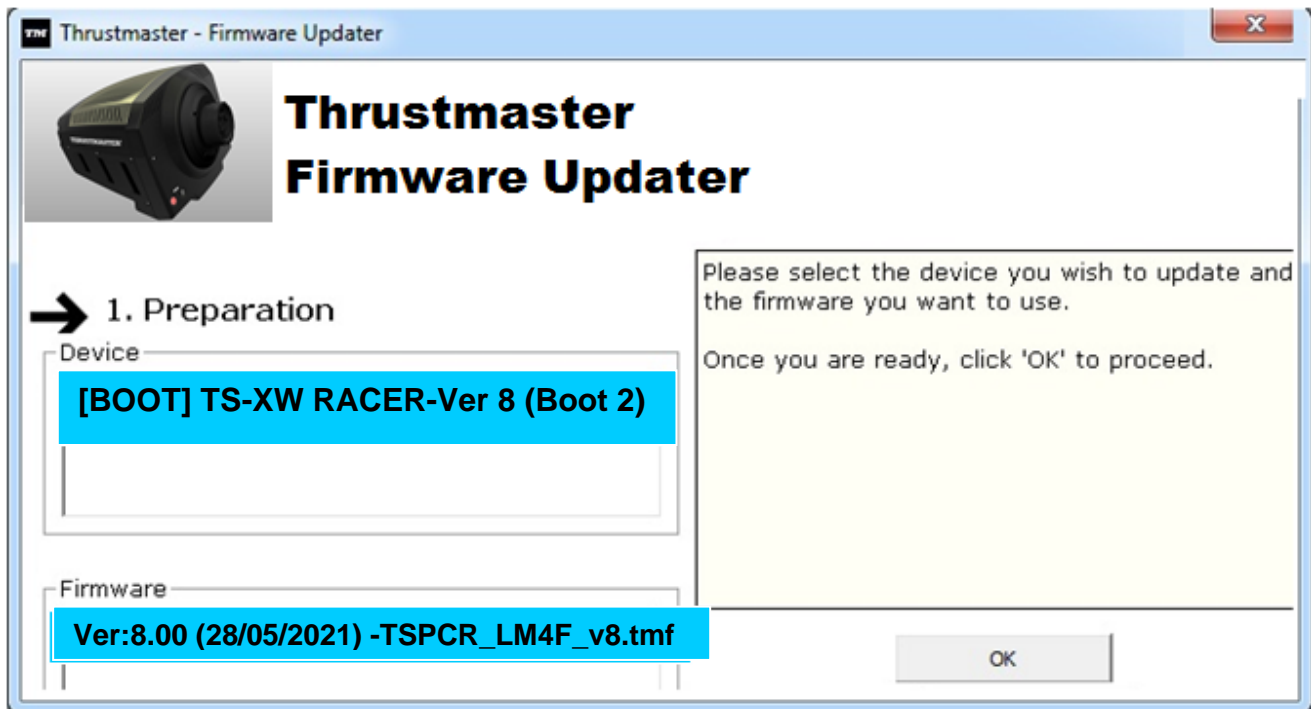 TM Thrustmaster - Firmware Updater
Thrustmaster
Firmware Updater
1. Preparation
Device
[BOOT] TS-XW RACER-Ver 8 (Boot 2)
Firmware
Ver:8.00 (28/05/2021) -TSPCR_LM4F_v8.tmf
Please select the device you wish to update and
the firmware you want to use.
Once you are ready, click 'OK' to proceed.
OK